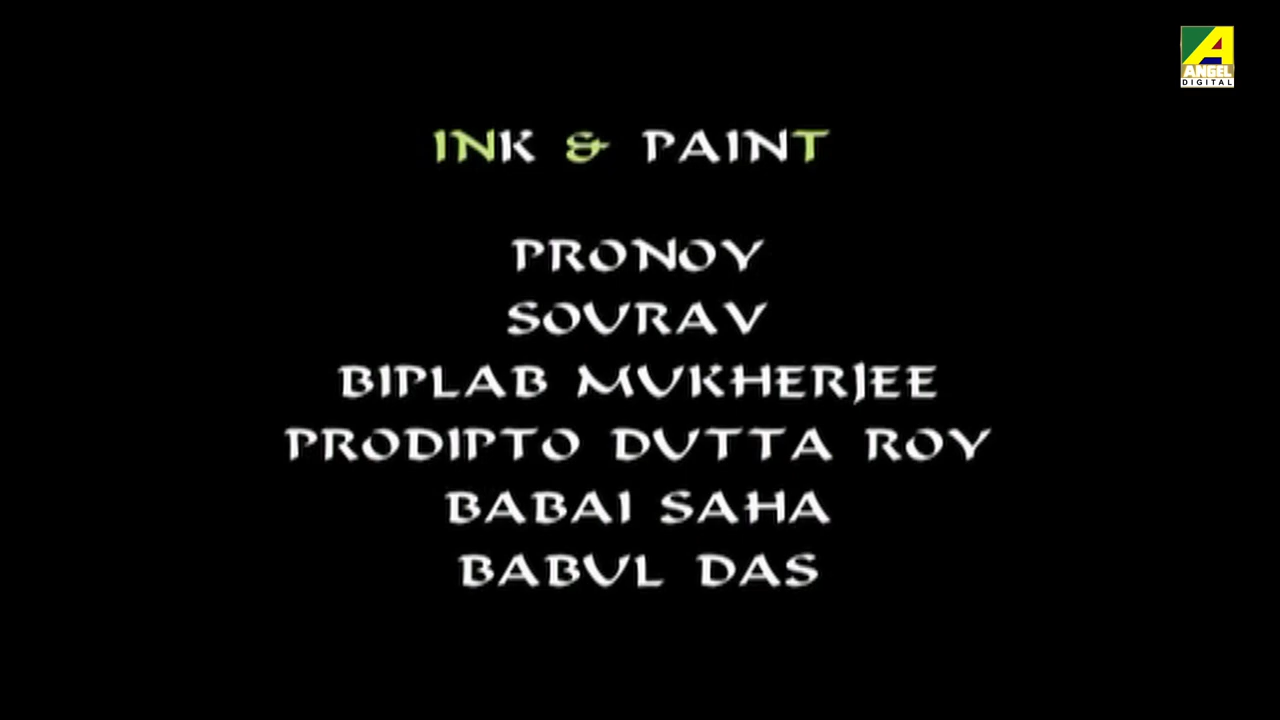 A
ANGEL
DIGITAL
INK & PAINT
PRONOY
SOURAV
BIPLAB MUKHERJEE
PRODIPTO DUTTA ROY
BABAI SAHA
BABUL DAS